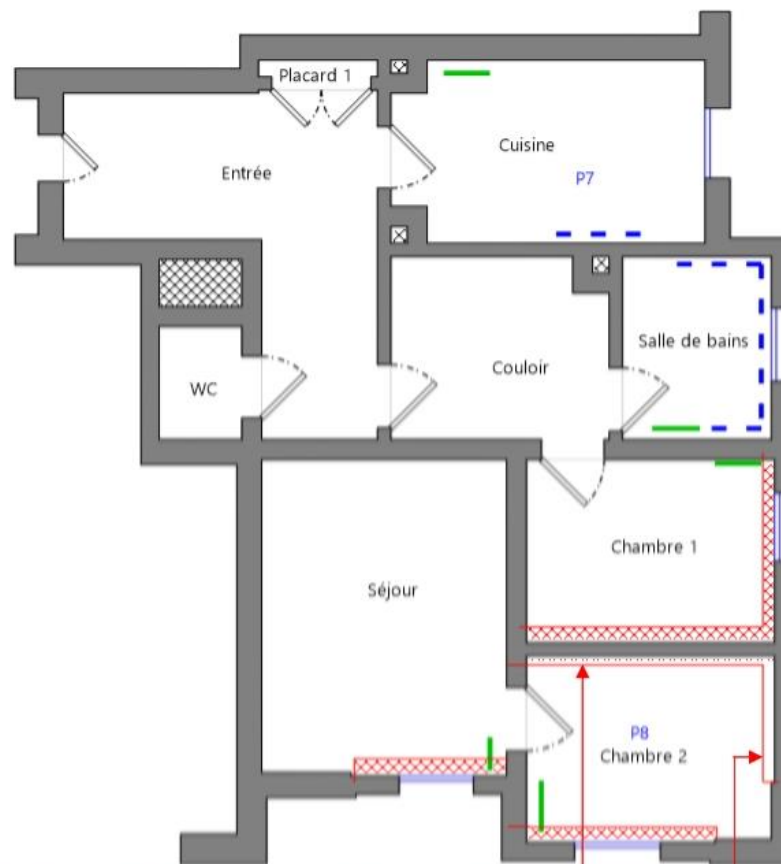 Placard 1
Cuisine
Entrée
P7
Salle de bains
Couloir
WC
Chambre 1
Séjour
P8
Chambre 2